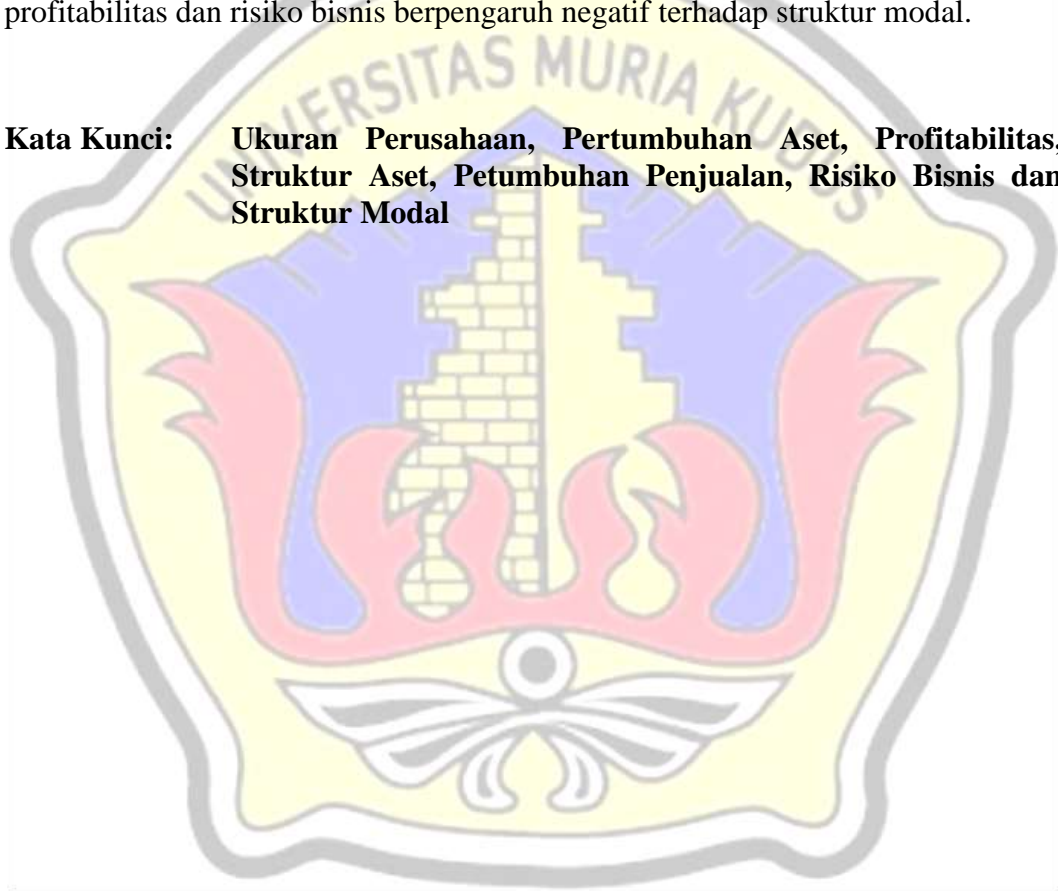 profitabilitas dan risiko bisnis berpengaruh negatif terhadap struktur modal.
UNIVERSITAS MURIA KUDUS
Kata Kunci: Ukuran Perusahaan, Pertumbuhan Aset, Profitabilitas,
Struktur Aset, Petumbuhan Penjualan, Risiko Bisnis dan
Struktur Modal